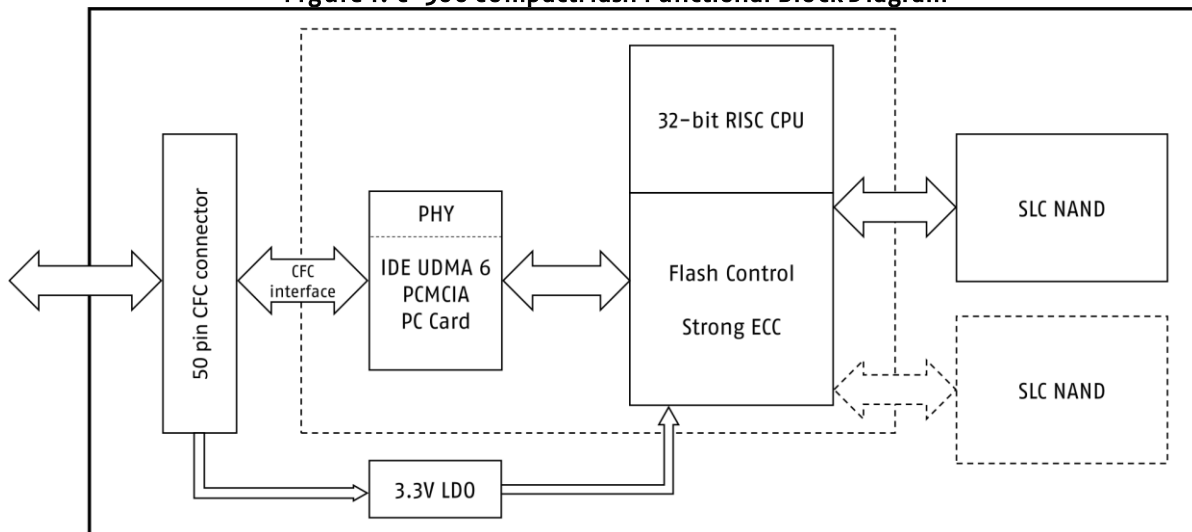 50 pin CFC connector
CFC
interface
PHY
IDE UDMA 6
PCMCIA
PC Card
32-bit RISC CPU
Flash Control
Strong ECC
SLC NAND
SLC NAND
3.3V LDO